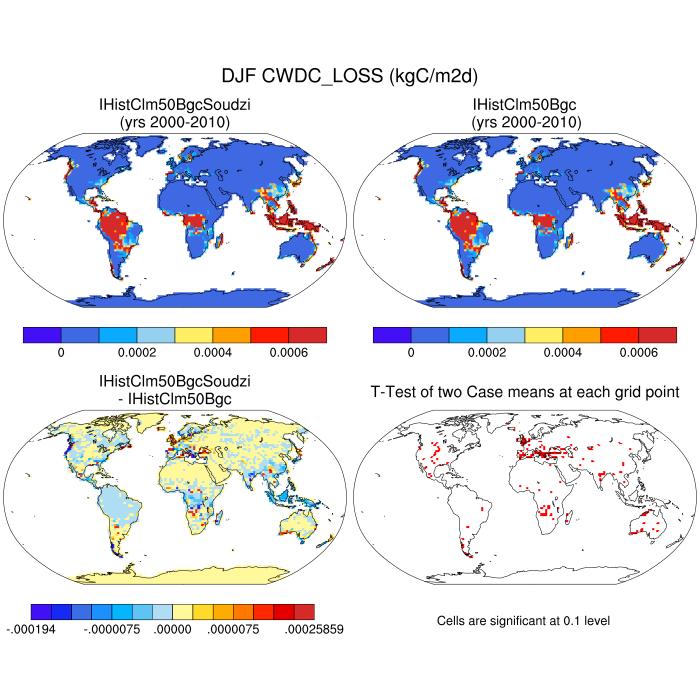 DJF CWDC_LOSS (kgC/m2d)
IHistClm50BgcSoudzi
(yrs 2000-2010)
IHistClm50Bgc
(yrs 2000-2010)
0 0.0002 0.0004 0.0006
0 0.0002 0.0004 0.0006
IHistClm50BgcSoudzi
- IHistClm50Bgc
T-Test of two Case means at each grid point
-.000194 -.0000075 .00000 .0000075 .00025859
Cells are significant at 0.1 level